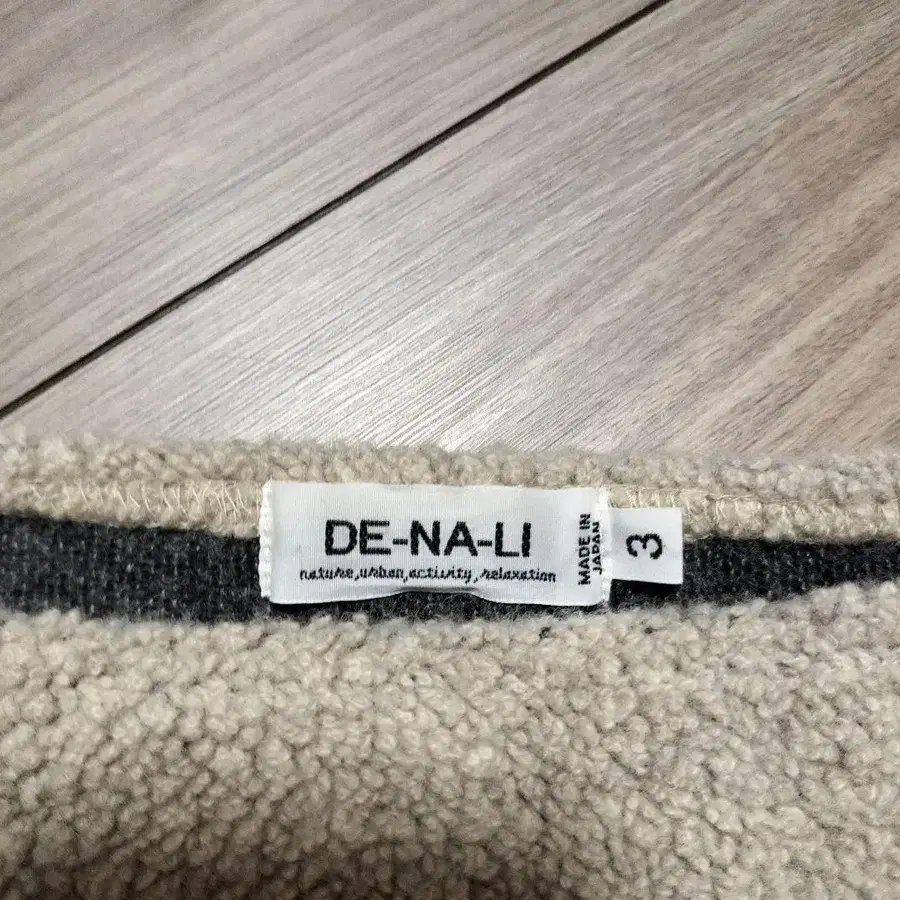 DE-NA-LI
nature,urban,activity,relaxation
MADE IN
JAPAN
3